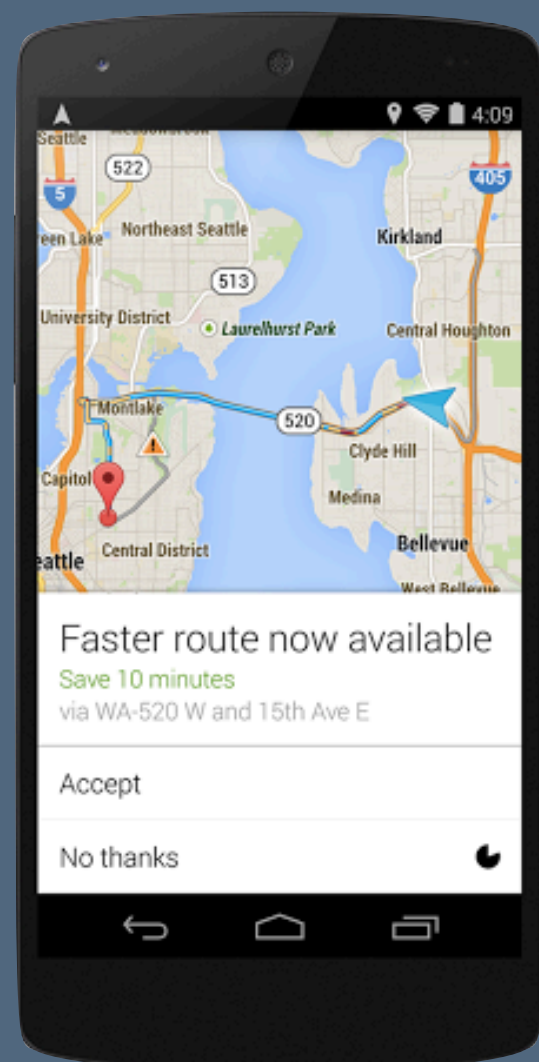 4:09
Seattle
522
5
405
een Lake
Northeast Seattle
Kirkland
513
University District
Laurelhurst Park
Central Houghton
Montlake
520
Clyde Hill
Capitol
Medina
Central District
Bellevue
eattle
West Bellevue
Faster route now available
Save 10 minutes
via WA-520 W and 15th Ave E
Accept
No thanks